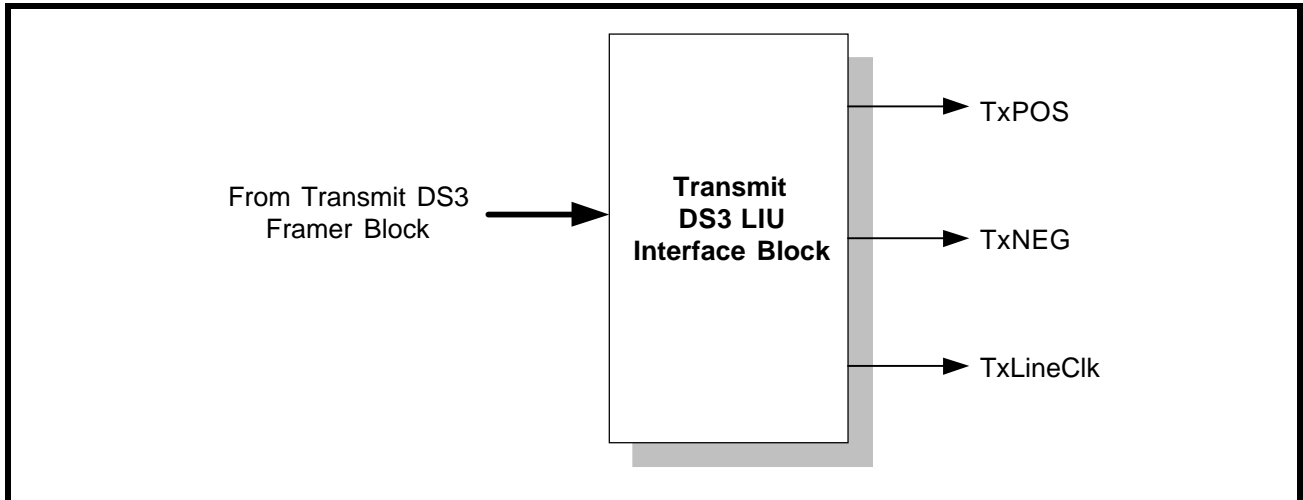 From Transmit DS3
Framer Block
Transmit
DS3 LIU
Interface Block
TxPOS
TxNEG
TxLineClk